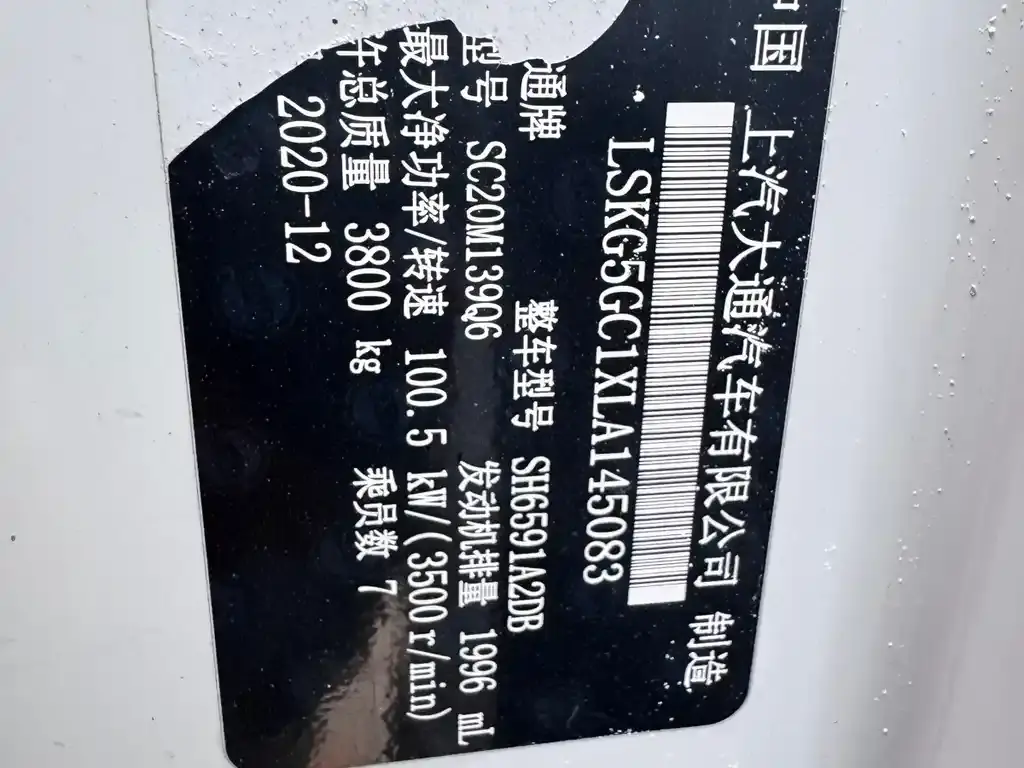 中国 上汽大通汽车有限公司 制造
LSKG5GC1XLA145083
通牌 整车型号 SH6591A2DB
型号 SC20M139Q6 发动机排量 1996 mL
最大净功率/转速 100.5 kW/(3500r/min)
许总质量 3800 kg 乘员数 7
2020-12